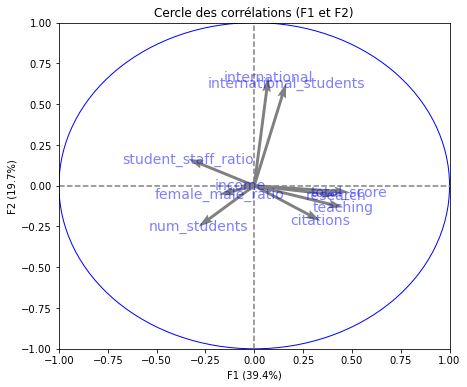 Cercle des corrélations (F1 et F2)
1.00
0.75
0.50
0.25
0.00
−0.25
−0.50
−0.75
−1.00
F2 (19.7%)
international
international_students
student_staff_ratio
income
female_male_ratio
num_students
research
teaching
citations
−1.00 −0.75 −0.50 −0.25 0.00 0.25 0.50 0.75 1.00
F1 (39.4%)